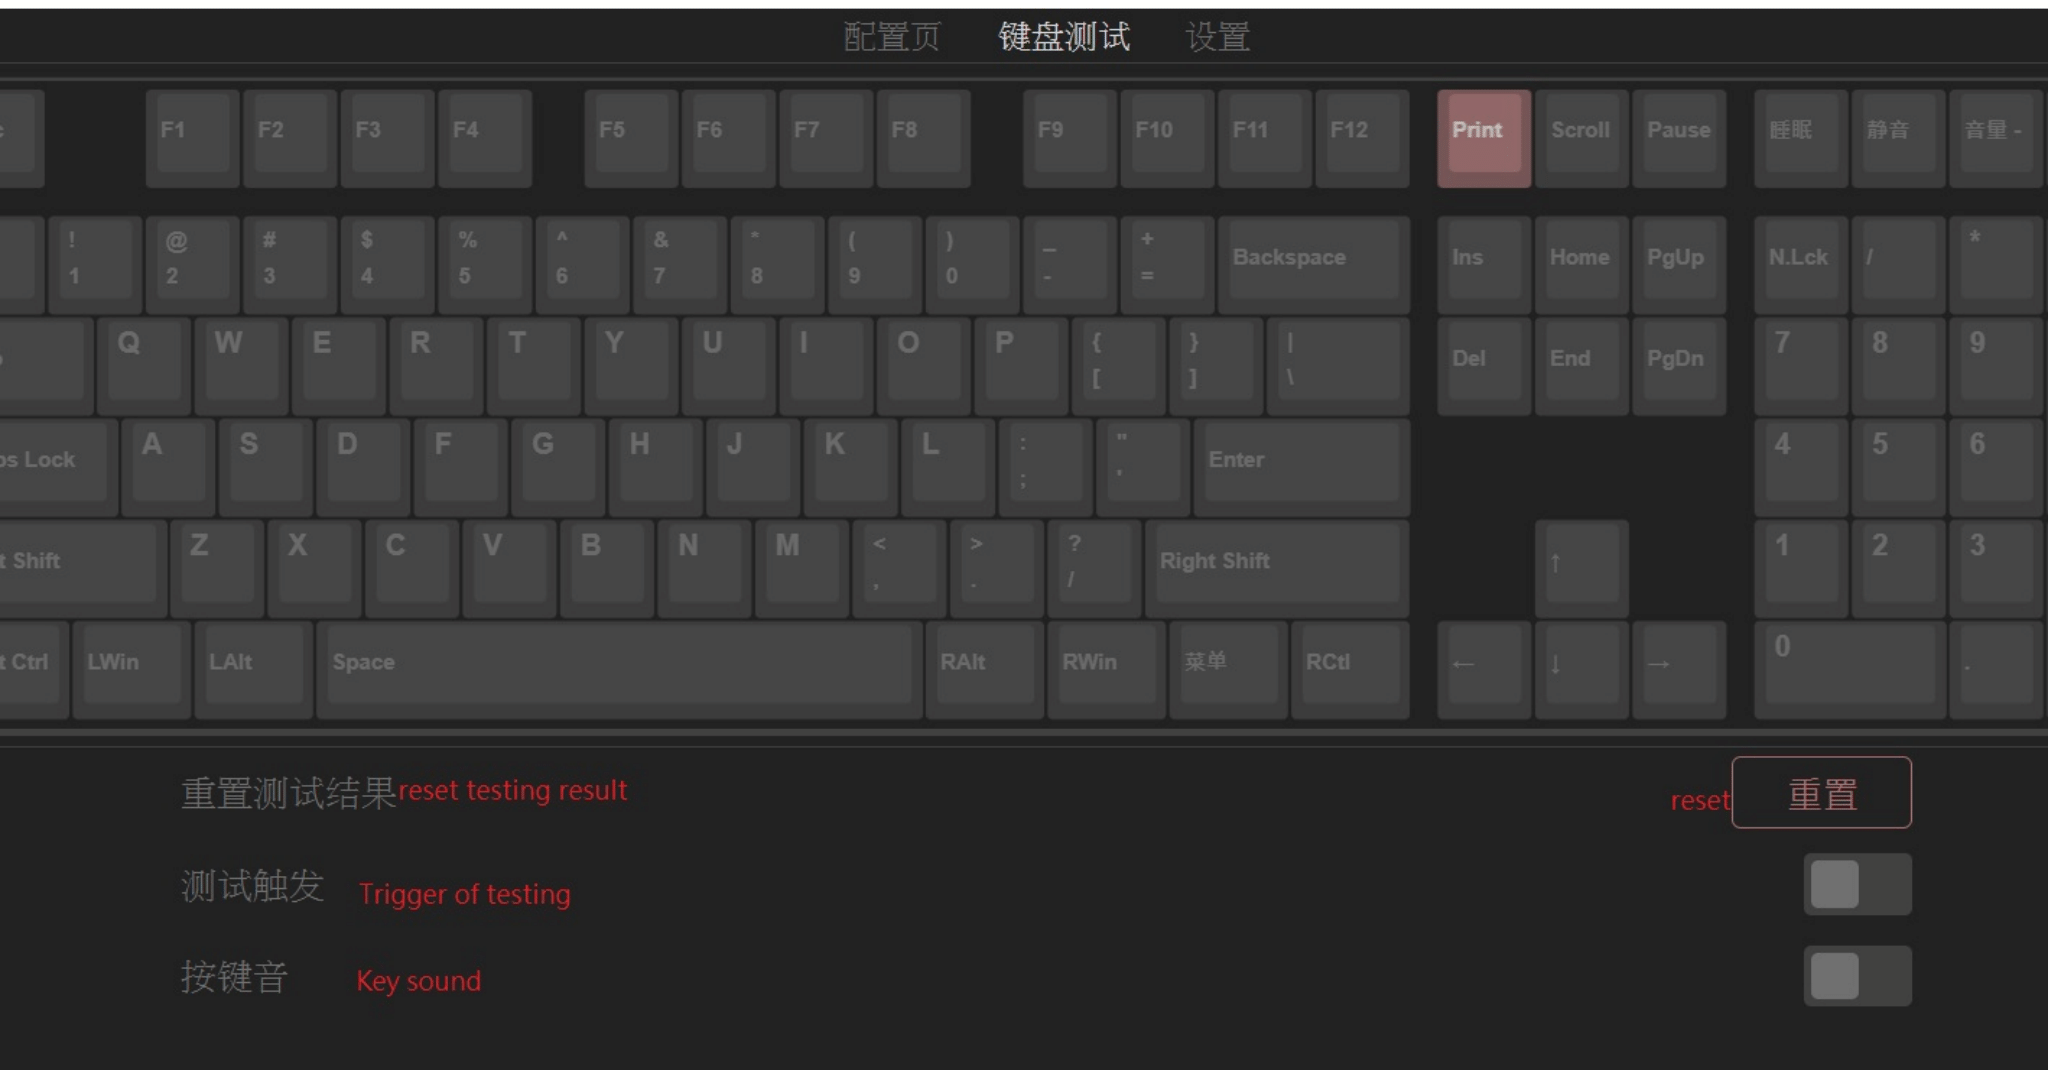 配置页 键盘测试 设置
F1 F2 F3 F4 F5 F6 F7 F8 F9 F10 F11 F12 Print Scroll Pause 睡眠 静音 音量 -
! @ # $ % ^ & * ( ) _ + *
1 2 3 4 5 6 7 8 9 0 - = Backspace Ins Home PgUp N.Lck /
Q W E R T Y U I O P { } | 7 8 9
[ ] \ Del End PgDn
A S D F G H J K L : " 4 5 6
os Lock ; ' Enter
Z X C V B N M < > ? 1 2 3
t Shift , . / Right Shift ↑
t Ctrl LWin LAlt Space RAlt RWin 菜单 RCtl ← ↓ → 0 .
重置测试结果 reset testing result reset 重置
测试触发 Trigger of testing
按键音 Key sound